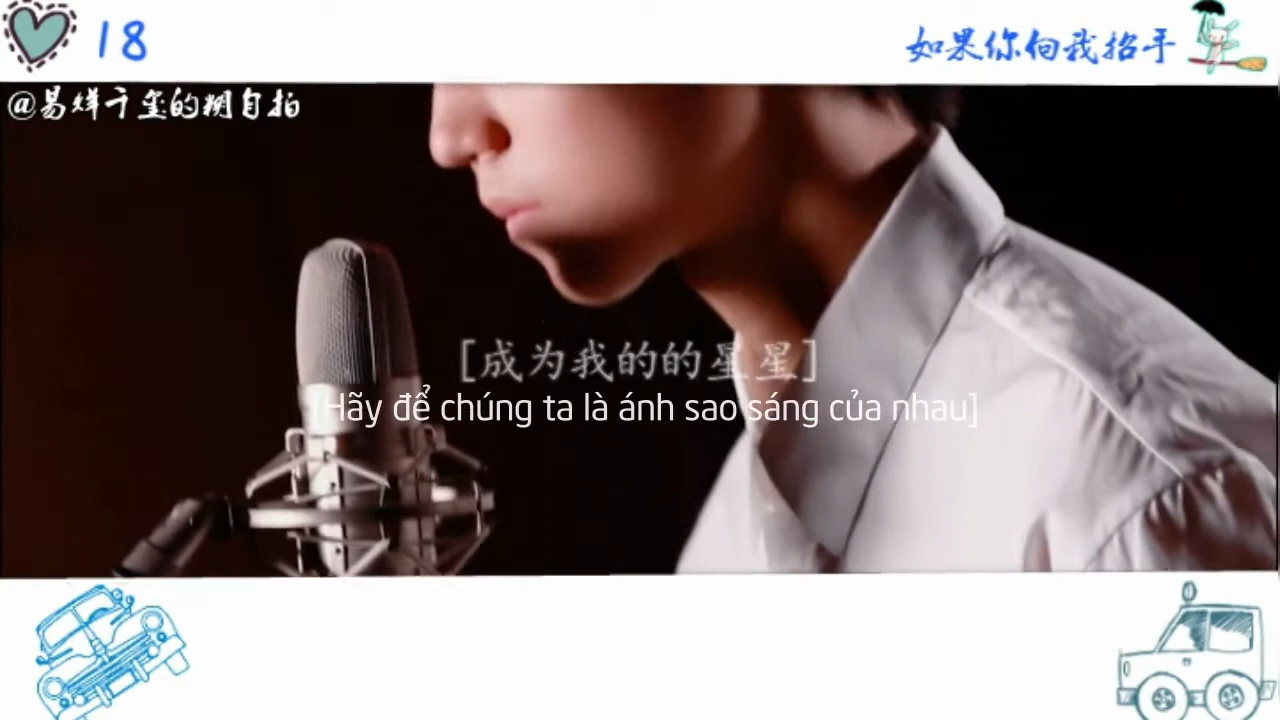 18
如果你向我招手
@易烊千玺的捌自拍
[成为我的的星星]
[Hãy để chúng ta là ánh sao sáng của nhau]